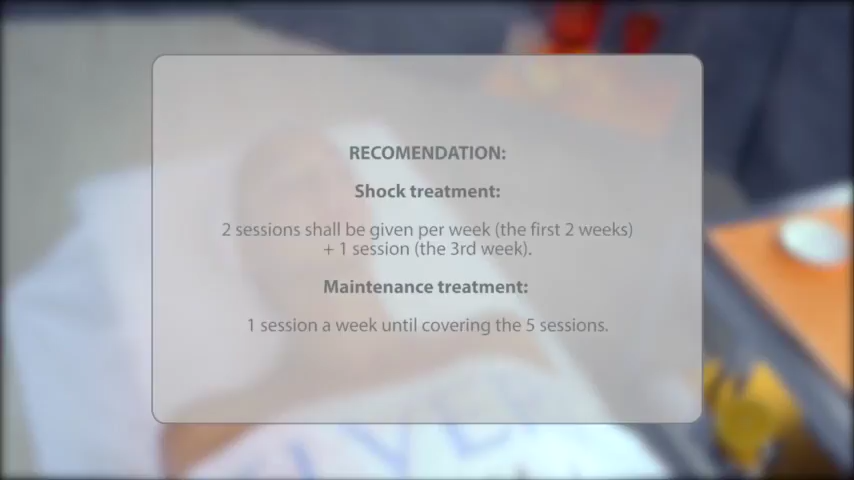 RECOMENDATION:
Shock treatment:
2 sessions shall be given per week (the first 2 weeks)
+ 1 session (the 3rd week).
Maintenance treatment:
1 session a week until covering the 5 sessions.